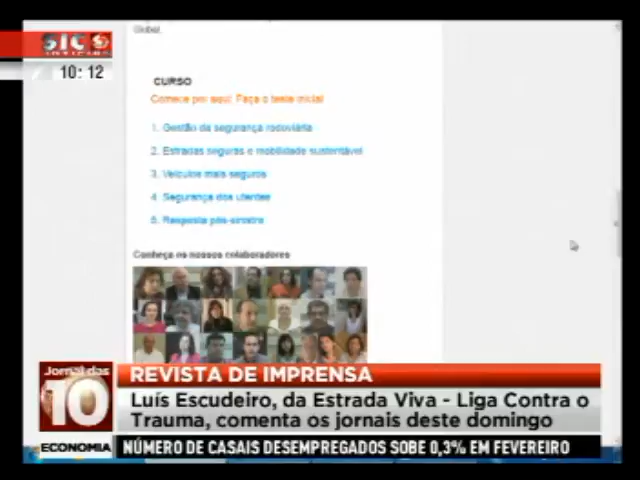 Global.
SIC
NOTÍCIAS
10:12
CURSO
Comece por aqui: Faça o teste inicial
1. Gestão da segurança rodoviária
2. Estradas seguras e mobilidade sustentável
3. Veículos mais seguros
4. Segurança dos utentes
5. Resposta pós-sinistro
Conheça os nossos colaboradores
Jornal das
10
REVISTA DE IMPRENSA
Luís Escudeiro, da Estrada Viva - Liga Contra o
Trauma, comenta os jornais deste domingo
ECONOMIA
NÚMERO DE CASAIS DESEMPREGADOS SOBE 0,3% EM FEVEREIRO